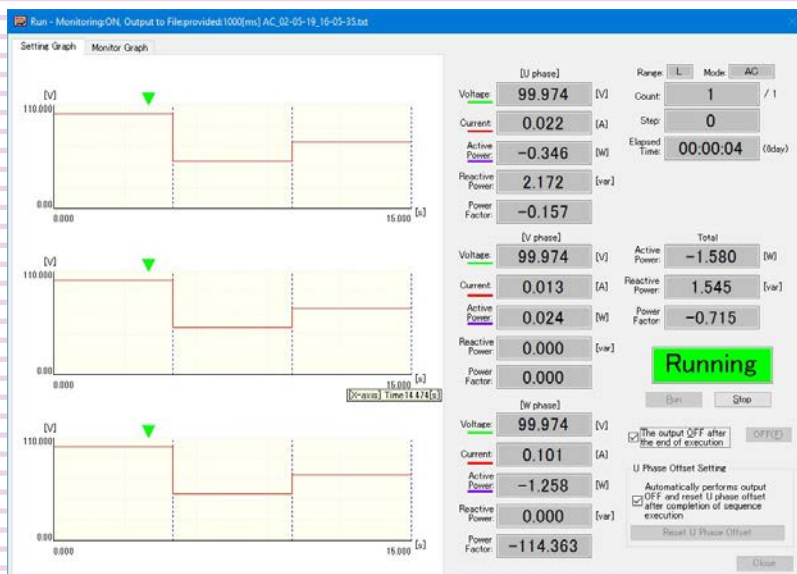 Run - Monitoring:ON, Output to File:provided:1000[ms] AC_02-05-19_16-05-35.txt
Setting Graph Monitor Graph
[V]
110.000
0.00
0.000 15.000 [s]
[V]
110.000
0.00
0.000 15.000 [s]
[X-axis] Time14.474[s]
[V]
110.000
0.00
0.000 15.000 [s]
[U phase]
Voltage: 99.974 [V]
Current: 0.022 [A]
Active Power: -0.346 [W]
Reactive Power: 2.172 [var]
Power Factor: -0.157
[V phase]
Voltage: 99.974 [V]
Current: 0.013 [A]
Active Power: 0.024 [W]
Reactive Power: 0.000 [var]
Power Factor: 0.000
[W phase]
Voltage: 99.974 [V]
Current: 0.101 [A]
Active Power: -1.258 [W]
Reactive Power: 0.000 [var]
Power Factor: -114.363
Range: L Mode: AC
Count: 1 / 1
Step: 0
Elapsed Time: 00:00:04 (0day)
Total
Active Power: -1.580 [W]
Reactive Power: 1.545 [var]
Power Factor: -0.715
Running
Run Stop
The output OFF after
the end of execution
OFF(F)
U Phase Offset Setting
Automatically performs output
OFF and reset U phase offset
after completion of sequence
execution
Reset U Phase Offset
Close